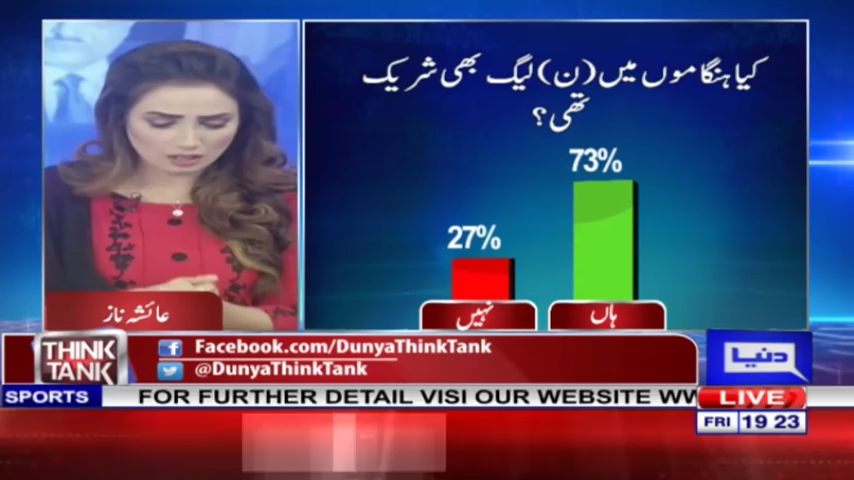 کیا ہنگاموں میں (ن) لیگ بھی شریک
تھی؟
73%
27%
ہاں
نہیں
عائشہ ناز
THINK
TANK
Facebook.com/DunyaThinkTank
@DunyaThinkTank
دنیا
SPORTS
FOR FURTHER DETAIL VISI OUR WEBSITE WW
LIVE
FRI 19 23